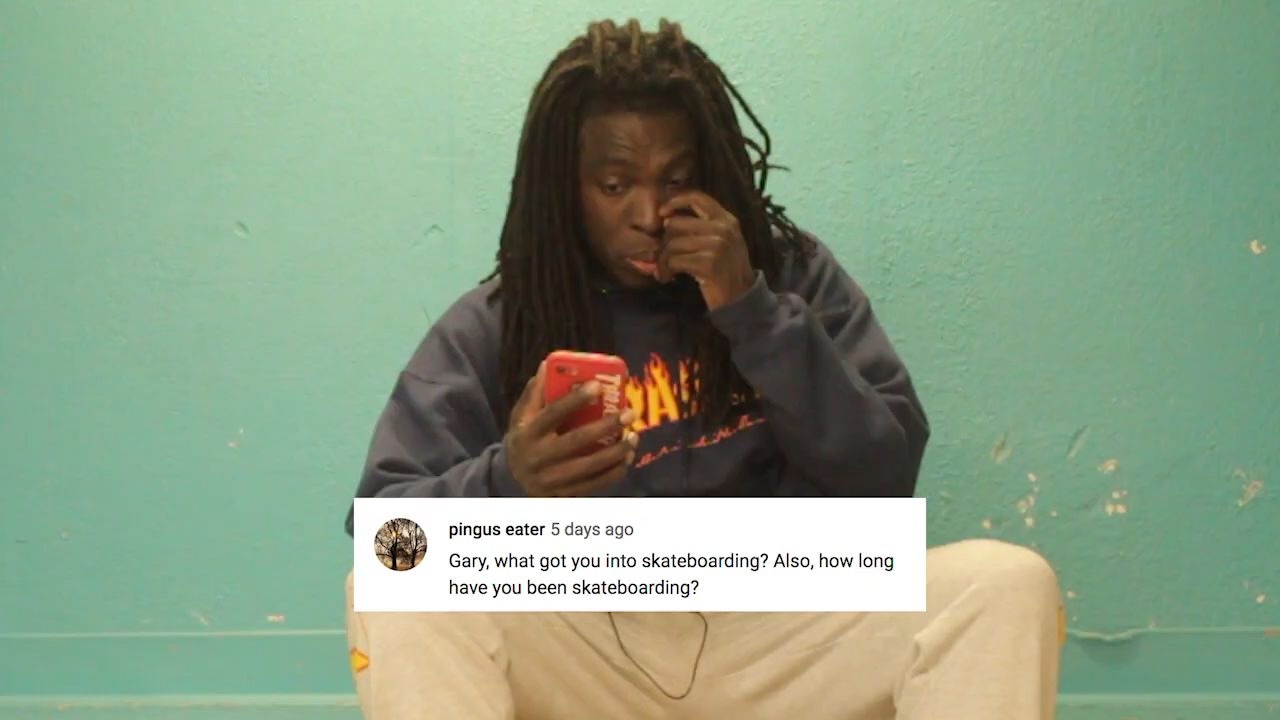 pingus eater 5 days ago
Gary, what got you into skateboarding? Also, how long
have you been skateboarding?